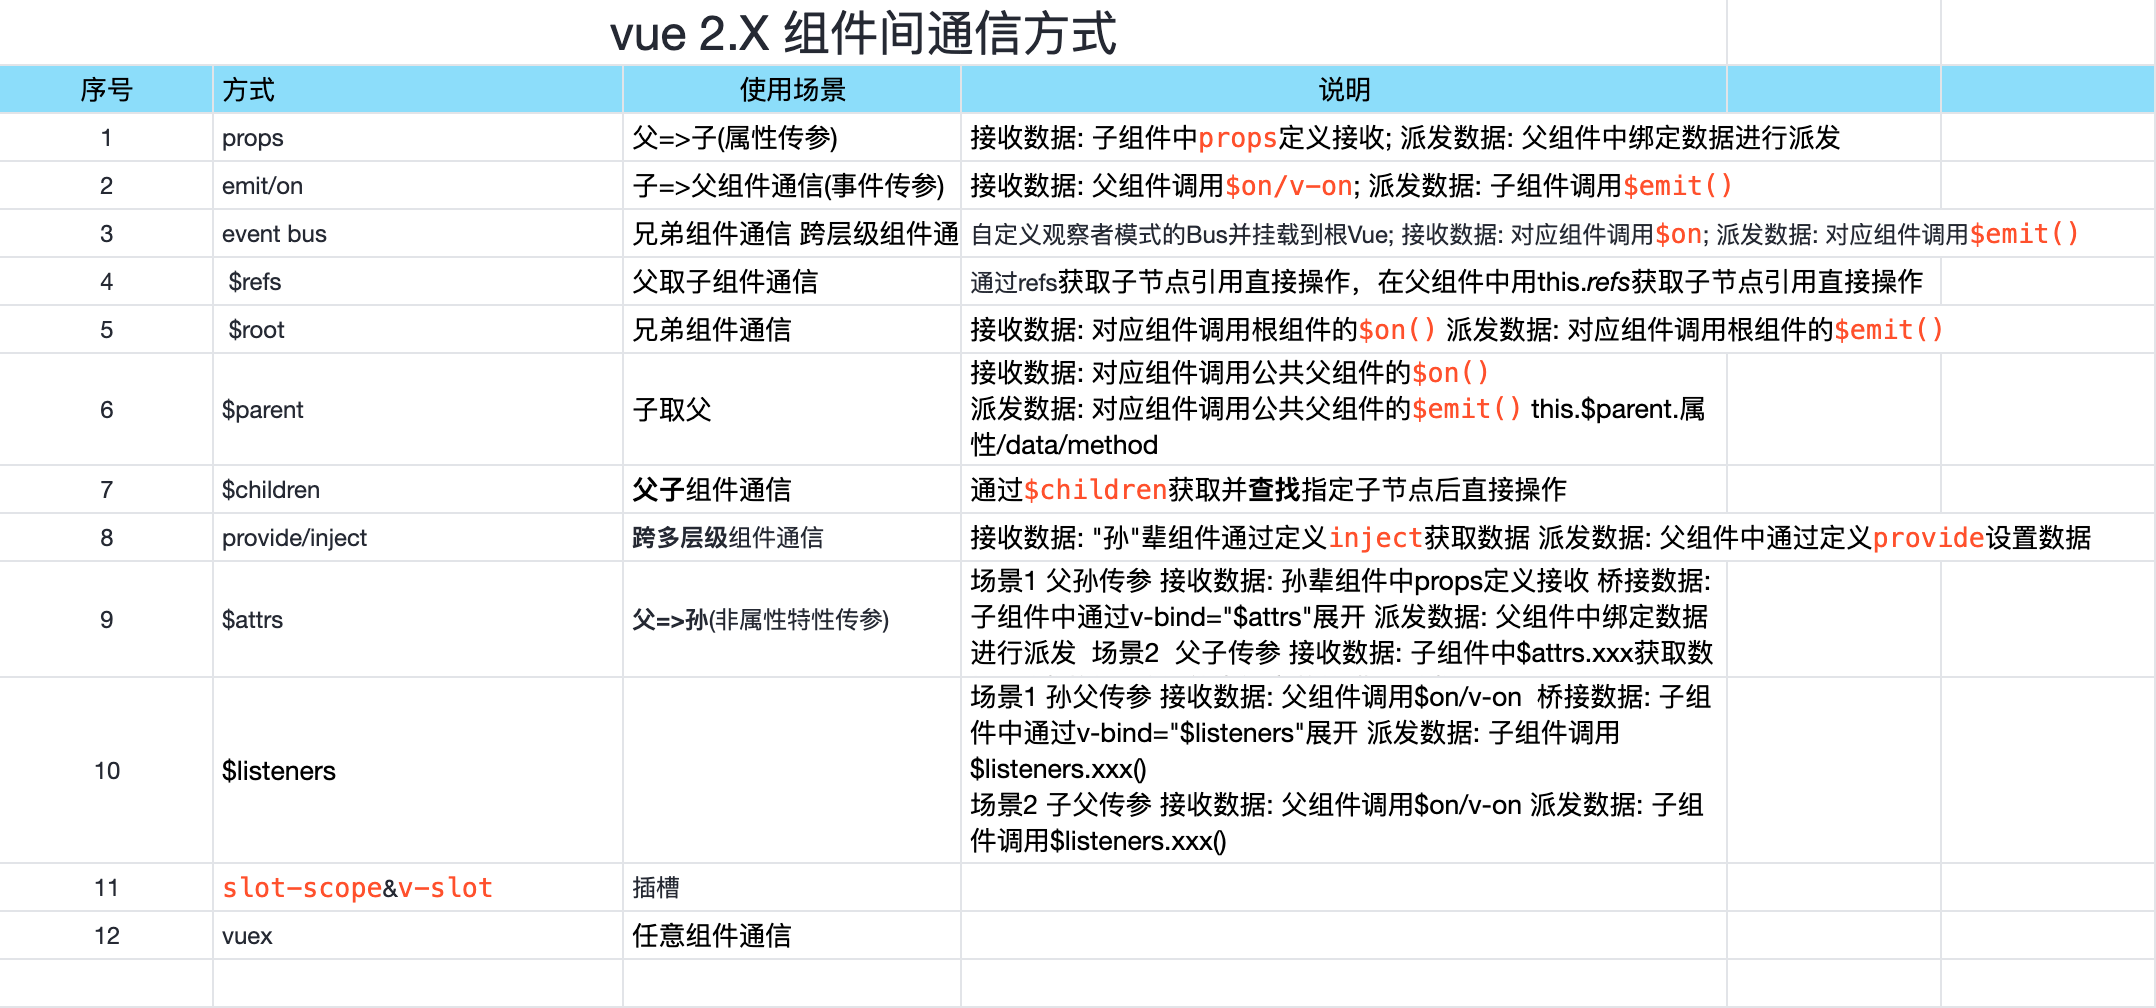 vue 2.X 组件间通信方式
序号 方式 使用场景 说明
1 props 父=>子(属性传参) 接收数据: 子组件中props定义接收; 派发数据: 父组件中绑定数据进行派发
2 emit/on 子=>父组件通信(事件传参) 接收数据: 父组件调用$on/v-on; 派发数据: 子组件调用$emit()
3 event bus 兄弟组件通信 跨层级组件通 自定义观察者模式的Bus并挂载到根Vue; 接收数据: 对应组件调用$on; 派发数据: 对应组件调用$emit()
4 $refs 父取子组件通信 通过refs获取子节点引用直接操作，在父组件中用this.refs获取子节点引用直接操作
5 $root 兄弟组件通信 接收数据: 对应组件调用根组件的$on() 派发数据: 对应组件调用根组件的$emit()
6 $parent 子取父 接收数据: 对应组件调用公共父组件的$on()
派发数据: 对应组件调用公共父组件的$emit() this.$parent.属
性/data/method
7 $children 父子组件通信 通过$children获取并查找指定子节点后直接操作
8 provide/inject 跨多层级组件通信 接收数据: "孙"辈组件通过定义inject获取数据 派发数据: 父组件中通过定义provide设置数据
9 $attrs 父=>孙(非属性特性传参) 场景1 父孙传参 接收数据: 孙辈组件中props定义接收 桥接数据:
子组件中通过v-bind="$attrs"展开 派发数据: 父组件中绑定数据
进行派发 场景2 父子传参 接收数据: 子组件中$attrs.xxx获取数
10 $listeners 场景1 孙父传参 接收数据: 父组件调用$on/v-on 桥接数据: 子组
件中通过v-bind="$listeners"展开 派发数据: 子组件调用
$listeners.xxx()
场景2 子父传参 接收数据: 父组件调用$on/v-on 派发数据: 子组
件调用$listeners.xxx()
11 slot-scope&v-slot 插槽
12 vuex 任意组件通信